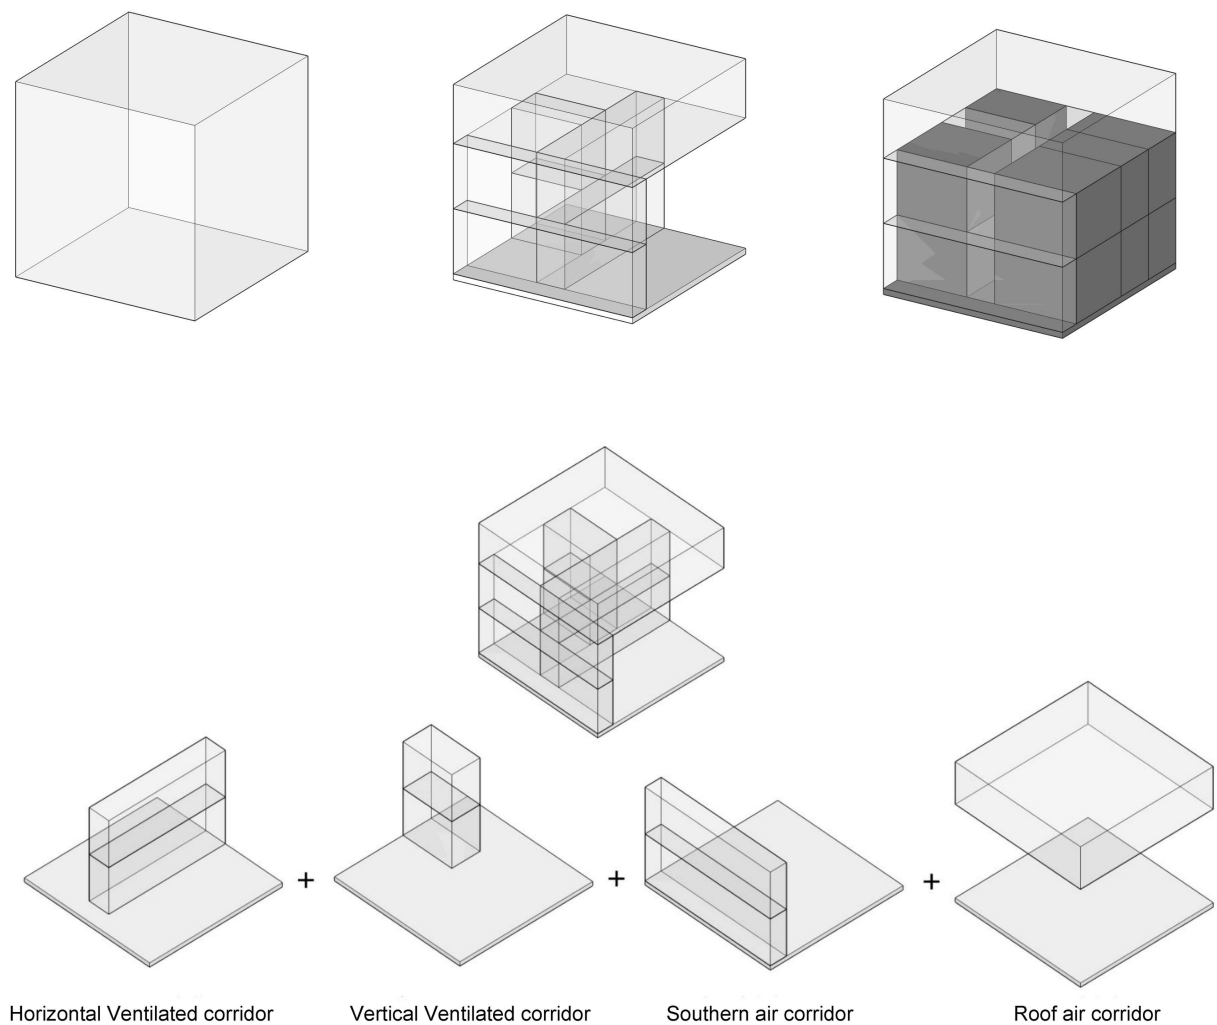 + + +
Horizontal Ventilated corridor
Vertical Ventilated corridor
Southern air corridor
Roof air corridor